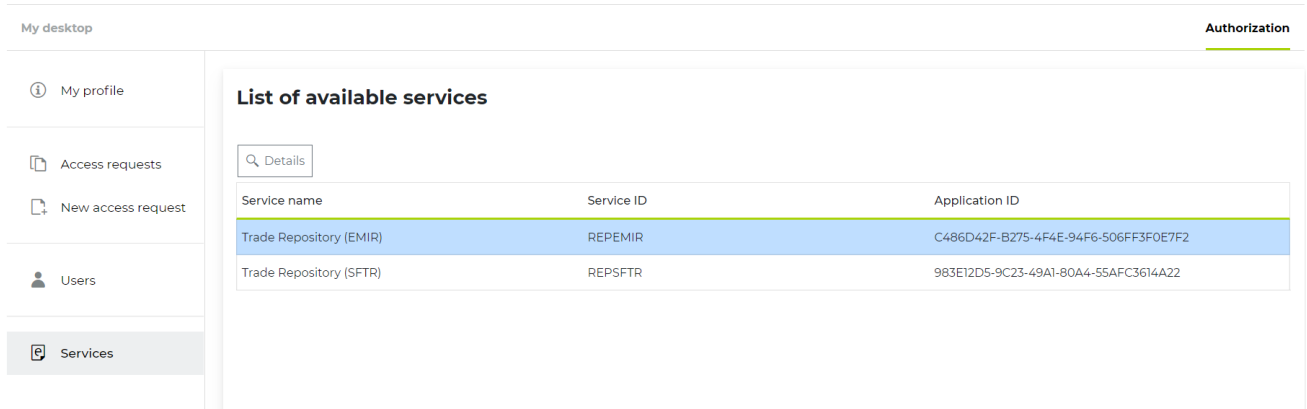 My desktop
Authorization
My profile
Access requests
New access request
Users
Services
List of available services
Details
Service name Service ID Application ID
Trade Repository (EMIR) REPEMIR C486D42F-B275-4F4E-94F6-506FF3F0E7F2
Trade Repository (SFTR) REPSFTR 983E12D5-9C23-49A1-80A4-55AFC3614A22